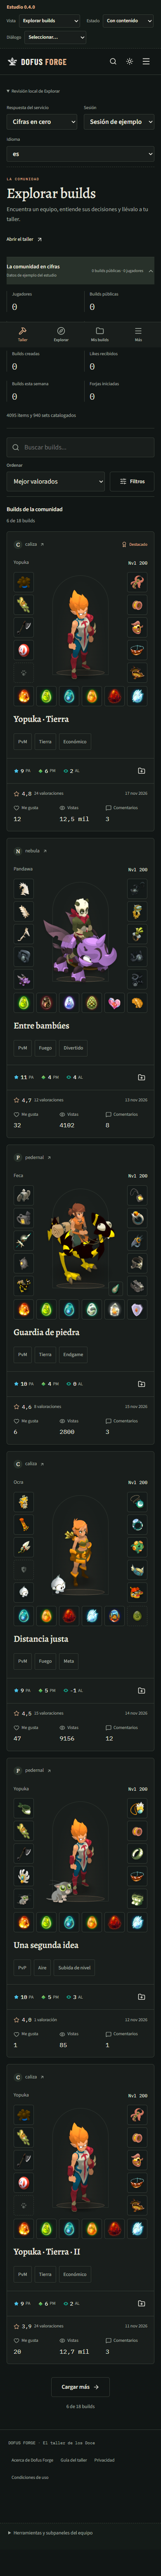 Estudio 0.4.0
Vista Explorar builds Estado Con contenido
Diálogo Seleccionar...
DOFUS FORGE
Revisión local de Explorer
Respuesta del servicio Sesión
Cifras en cero Sesión de ejemplo
Idioma
es
LA COMUNIDAD
Explorar builds
Encuentra un equipo, entiende sus decisiones y llévalo a tu taller.
Abrir el taller
La comunidad en cifras
Datos de ejemplo del estudio
0 builds públicas · 0 jugadores
Jugadores Builds públicas
0 0
Taller Explorar Mis builds Más
Builds creadas Likes recibidos
0 0
Builds esta semana Forjas iniciadas
0 0
4095 ítems y 940 sets catalogados
Buscar builds...
Ordenar
Mejor valorados Filtros
Builds de la comunidad
6 de 18 builds
C caliza Destacado
Yopuka Nvl 200
Yopuka · Tierra
PvM Tierra Económico
9 PA 6 PM 2 AL
4,8 24 valoraciones 17 nov 2026
Me gusta Vistas Comentarios
12 12,5 mil 3
N nebula
Pandawa Nvl 200
Entre bambúes
PvM Fuego Divertido
11 PA 4 PM 4 AL
4,7 12 valoraciones 13 nov 2026
Me gusta Vistas Comentarios
32 4102 8
P pedernal
Feca Nvl 200
Guardia de piedra
PvM Tierra Endgame
10 PA 4 PM 0 AL
4,6 8 valoraciones 15 nov 2026
Me gusta Vistas Comentarios
6 2800 3
C caliza
Ocra Nvl 200
Distancia justa
PvM Fuego Meta
9 PA 5 PM -1 AL
4,5 32 valoraciones 14 nov 2026
Me gusta Vistas Comentarios
47 9156 12
P pedernal
Yopuka Nvl 200
Una segunda idea
PvP Aire Subida de nivel
10 PA 5 PM 3 AL
4,0 1 valoración 12 nov 2026
Me gusta Vistas Comentarios
1 85 1
C caliza
Yopuka Nvl 200
Yopuka · Tierra · II
PvM Tierra Económico
9 PA 6 PM 2 AL
3,9 24 valoraciones 11 nov 2026
Me gusta Vistas Comentarios
20 12,7 mil 3
Cargar más
6 de 18 builds
DOFUS FORGE · El taller de los Doce
Acerca de Dofus Forge Guía del taller Privacidad
Condiciones de uso
Herramientas y subpaneles del equipo